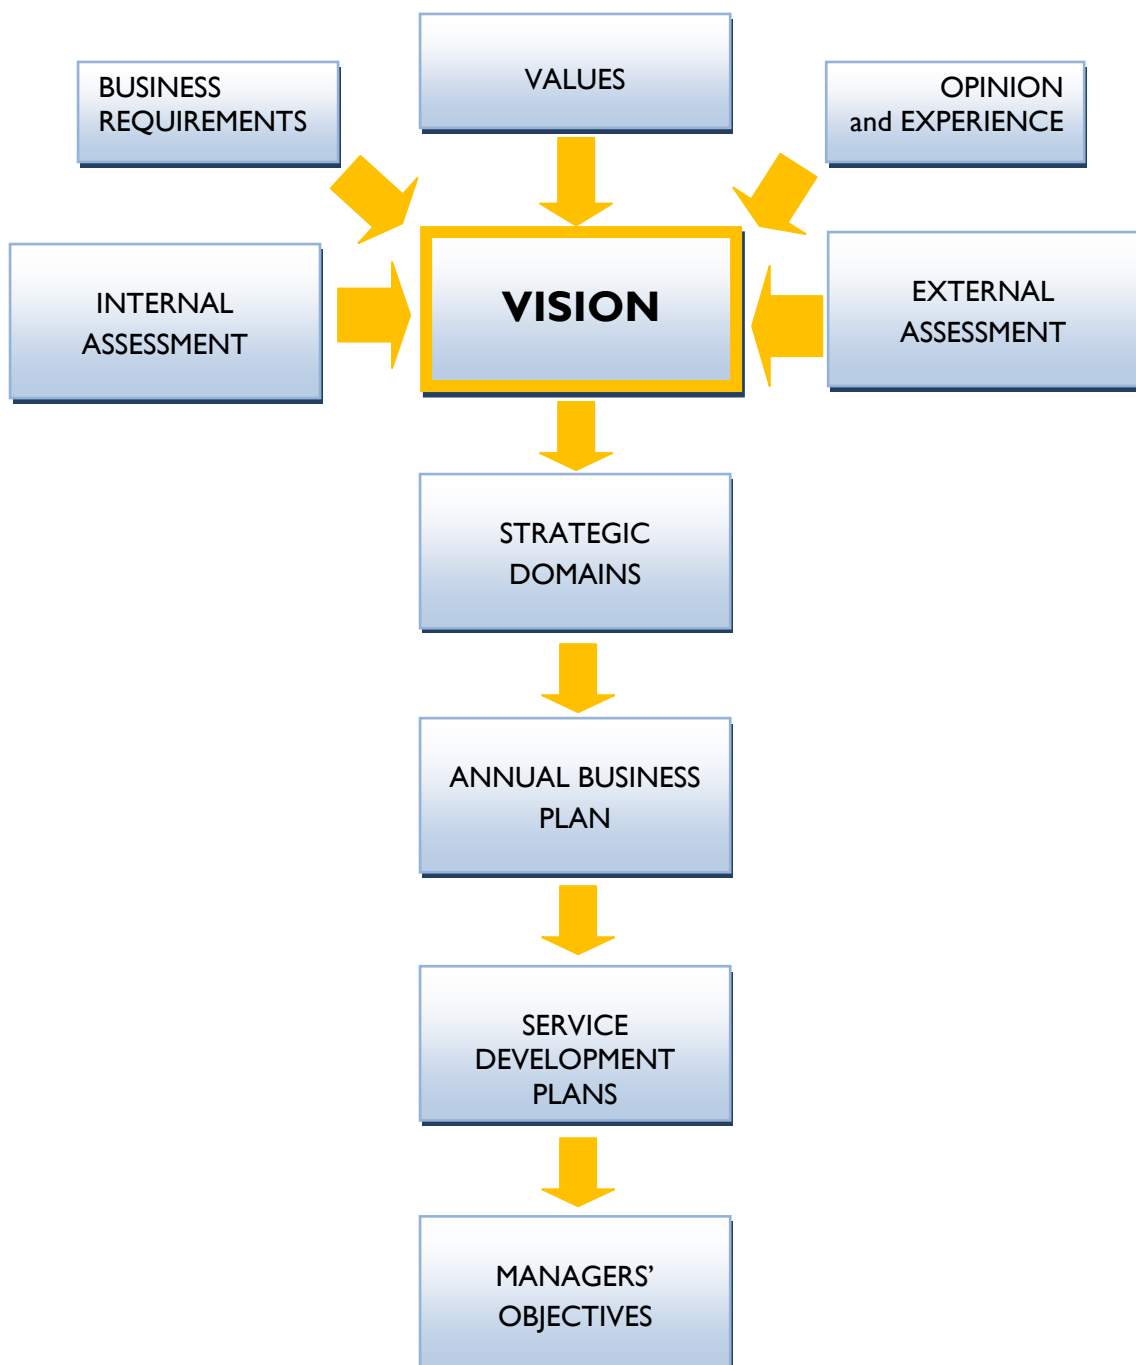 BUSINESS
REQUIREMENTS
VALUES
OPINION
and EXPERIENCE
INTERNAL
ASSESSMENT
VISION
EXTERNAL
ASSESSMENT
STRATEGIC
DOMAINS
ANNUAL BUSINESS
PLAN
SERVICE
DEVELOPMENT
PLANS
MANAGERS’
OBJECTIVES